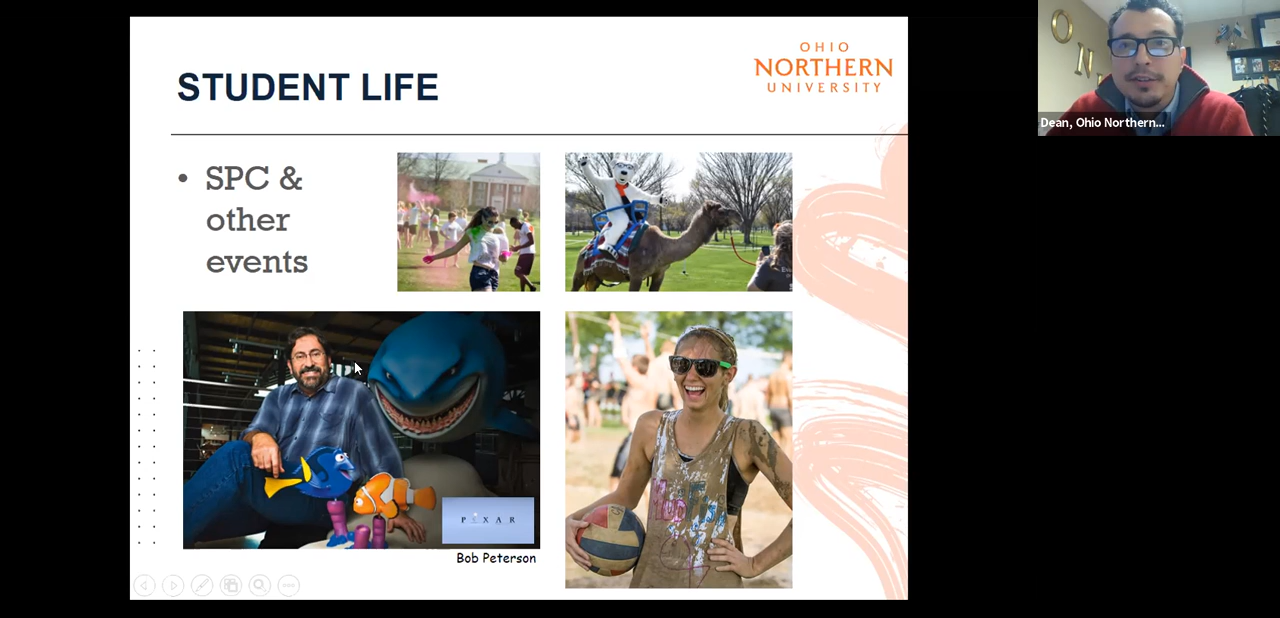 STUDENT LIFE
OHIO
NORTHERN
UNIVERSITY
• SPC &
other
events
PIXAR
Bob Peterson
Dean, Ohio Northern...